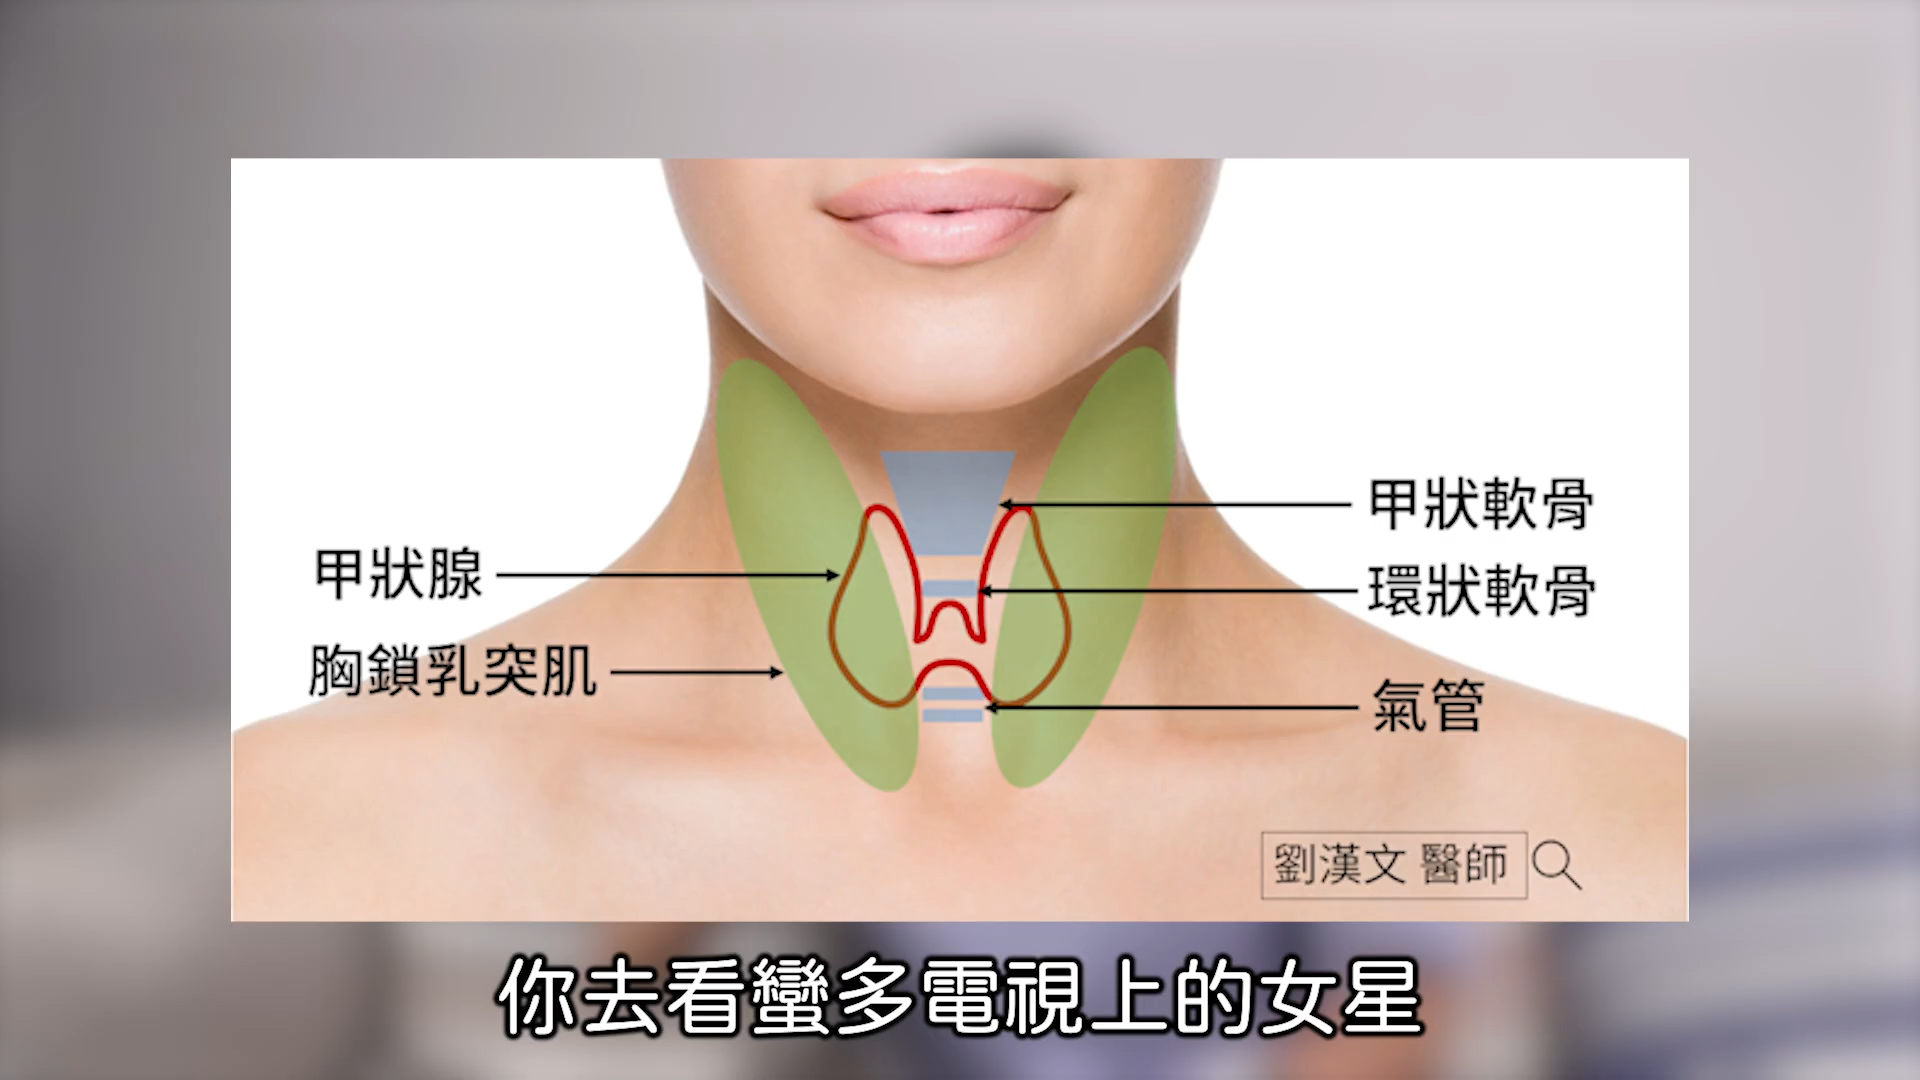 甲狀軟骨
甲狀腺
環狀軟骨
胸鎖乳突肌
氣管
劉漢文 醫師
你去看蠻多電視上的女星